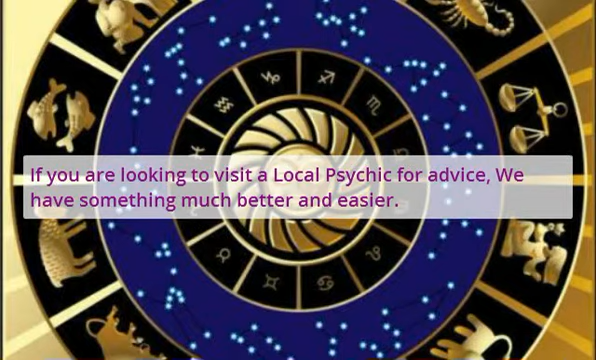 If you are looking to visit a Local Psychic for advice, We
have something much better and easier.